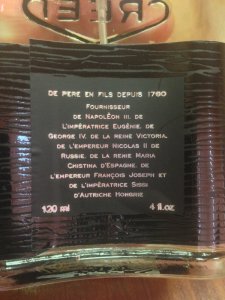 CREED
DE PERE EN FILS DEPUIS 1760
FOURNISSEUR
DE NAPOLÉON III, DE
L'IMPÉRATRICE EUGÉNIE, DE
GEORGE IV, DE LA REINE VICTORIA,
DE L'EMPEREUR NICOLAS II DE
RUSSIE, DE LA REINE MARIA
CHISTINA D'ESPAGNE, DE
L'EMPEREUR FRANÇOIS JOSEPH ET
DE L'IMPÉRATRICE SISSI
D'AUTRICHE HONGRIE
120 ml 4 fl.oz